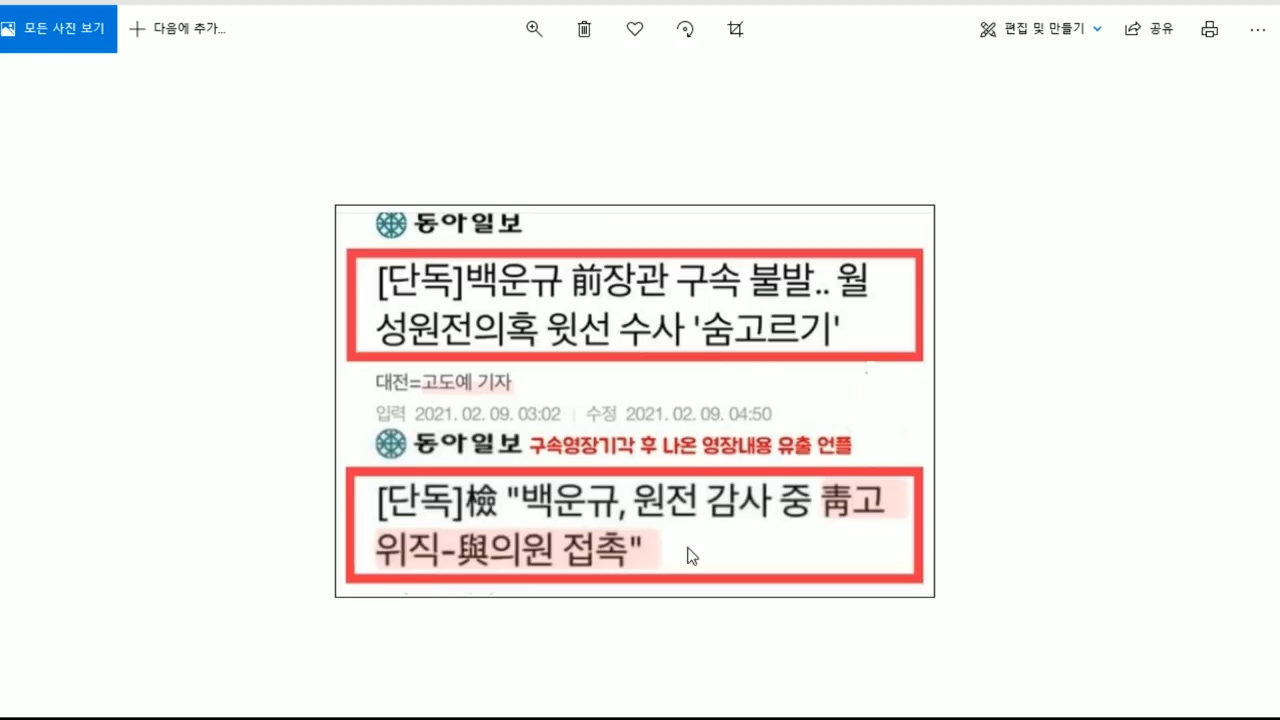 모든 사진 보기
다음에 추가...
편집 및 만들기
공유
동아일보
[단독]백운규 前장관 구속 불발.. 월
성원전의혹 윗선 수사 '숨고르기'
대전=고도예 기자
입력 2021. 02. 09. 03:02 | 수정 2021. 02. 09. 04:50
동아일보 구속영장기각 후 나온 영장내용 유출 언플
[단독]檢 "백운규, 원전 감사 중 靑고
위직-與의원 접촉"